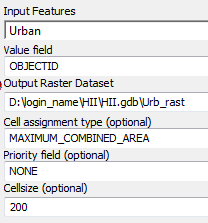 Input Features
Urban
Value field
OBJECTID
Output Raster Dataset
D:\login_name\HII\HII.gdb\Urb_rast
Cell assignment type (optional)
MAXIMUM_COMBINED_AREA
Priority field (optional)
NONE
Cellsize (optional)
200